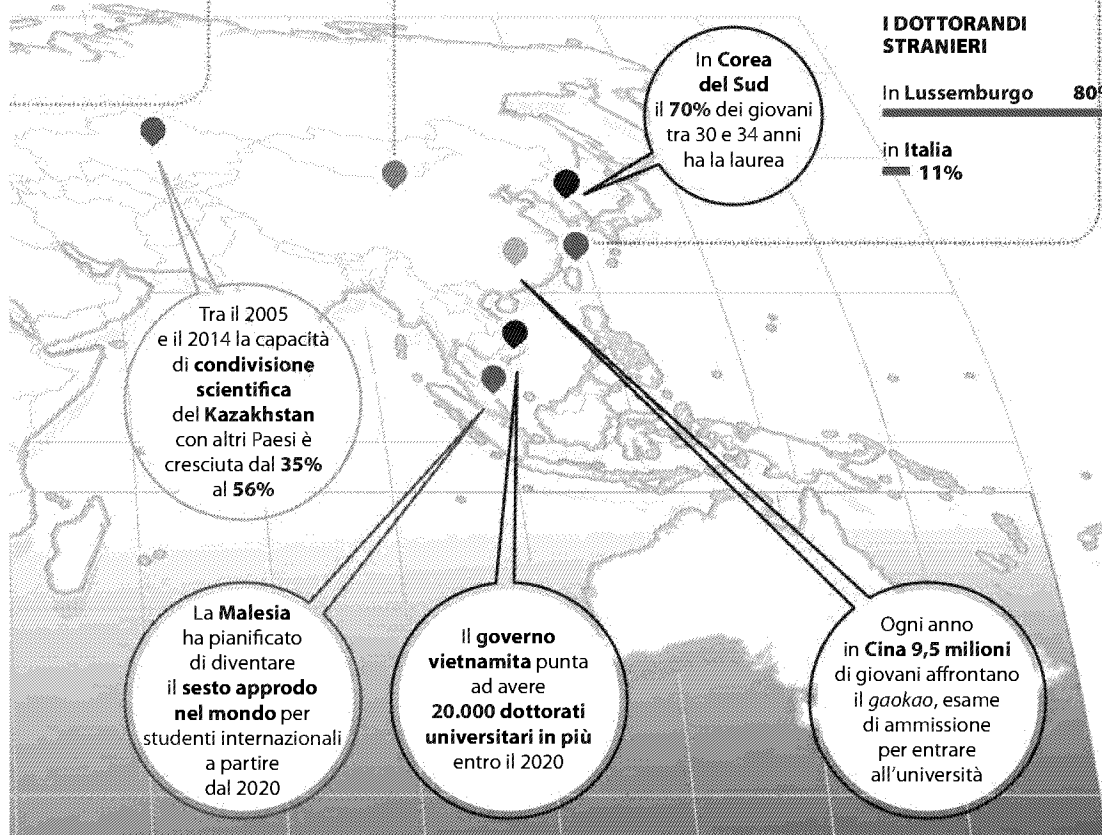 I DOTTORANDI
STRANIERI
In Lussemburgo 80
in Italia
11%
In Corea
del Sud
il 70% dei giovani
tra 30 e 34 anni
ha la laurea
Tra il 2005
e il 2014 la capacità
di condivisione
scientifica
del Kazakhstan
con altri Paesi è
cresciuta dal 35%
al 56%
La Malesia
ha pianificato
di diventare
il sesto approdo
nel mondo per
studenti internazionali
a partire
dal 2020
Il governo
vietnamita punta
ad avere
20.000 dottorati
universitari in più
entro il 2020
Ogni anno
in Cina 9,5 milioni
di giovani affrontano
il gaokao, esame
di ammissione
per entrare
all'università